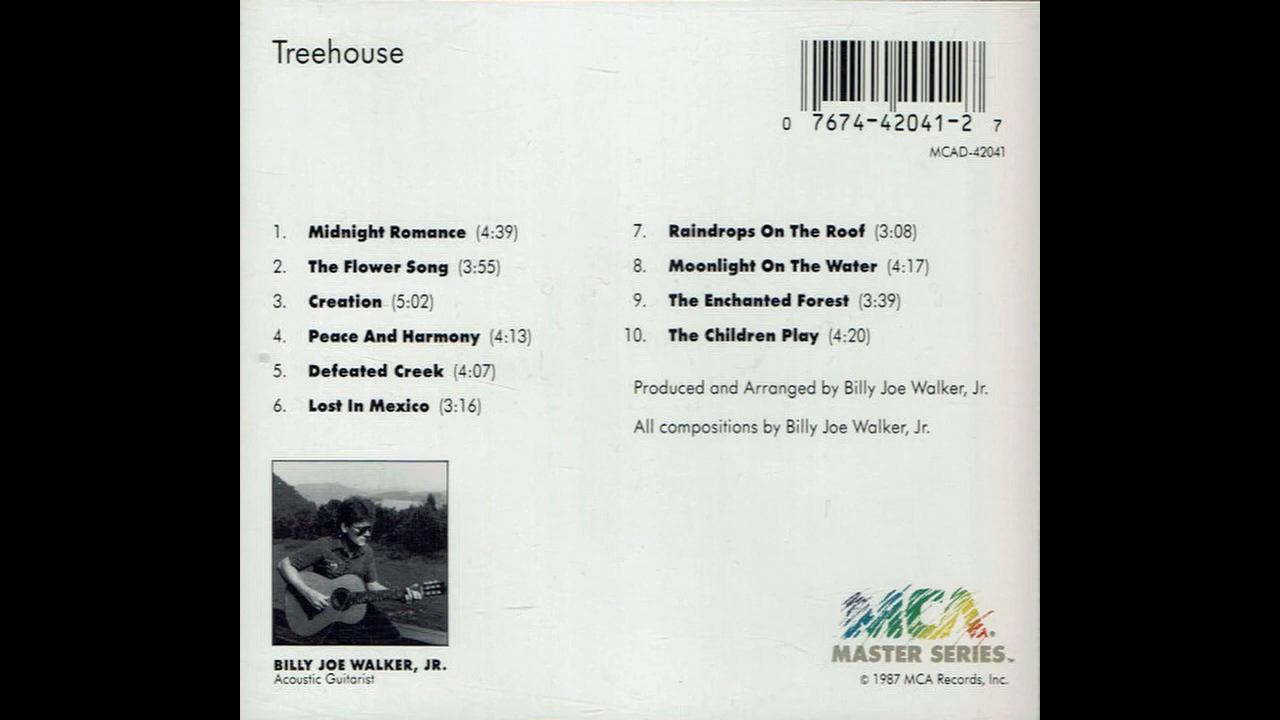 Treehouse
0 7674-42041-2 7
MCAD-42041
1. Midnight Romance (4:39)
2. The Flower Song (3:55)
3. Creation (5:02)
4. Peace And Harmony (4:13)
5. Defeated Creek (4:07)
6. Lost In Mexico (3:16)
7. Raindrops On The Roof (3:08)
8. Moonlight On The Water (4:17)
9. The Enchanted Forest (3:39)
10. The Children Play (4:20)
Produced and Arranged by Billy Joe Walker, Jr.
All compositions by Billy Joe Walker, Jr.
BILLY JOE WALKER, JR.
Acoustic Guitarist
MCA®
MASTER SERIES™
© 1987 MCA Records, Inc.